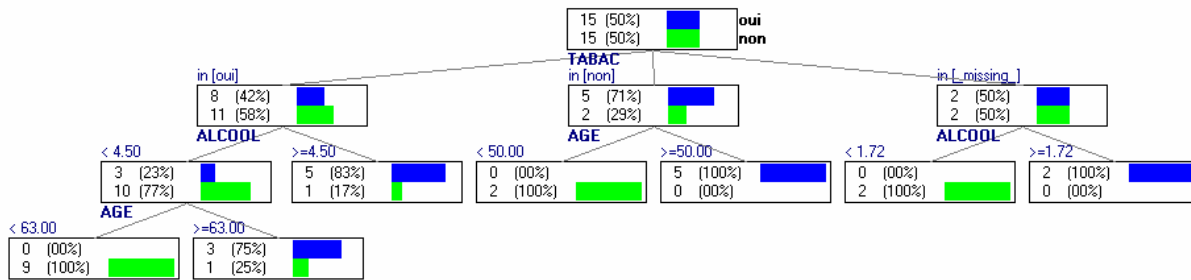 15 (50%) oui
15 (50%) non
TABAC
in [oui] in [non] in [_missing_]
8 (42%) 5 (71%) 2 (50%)
11 (58%) 2 (29%) 2 (50%)
ALCOOL AGE ALCOOL
< 4.50 >=4.50 < 50.00 >=50.00 < 1.72 >=1.72
3 (23%) 5 (83%) 0 (00%) 5 (100%) 0 (00%) 2 (100%)
10 (77%) 1 (17%) 2 (100%) 0 (00%) 2 (100%) 0 (00%)
AGE
< 63.00 >=63.00
0 (00%) 3 (75%)
9 (100%) 1 (25%)